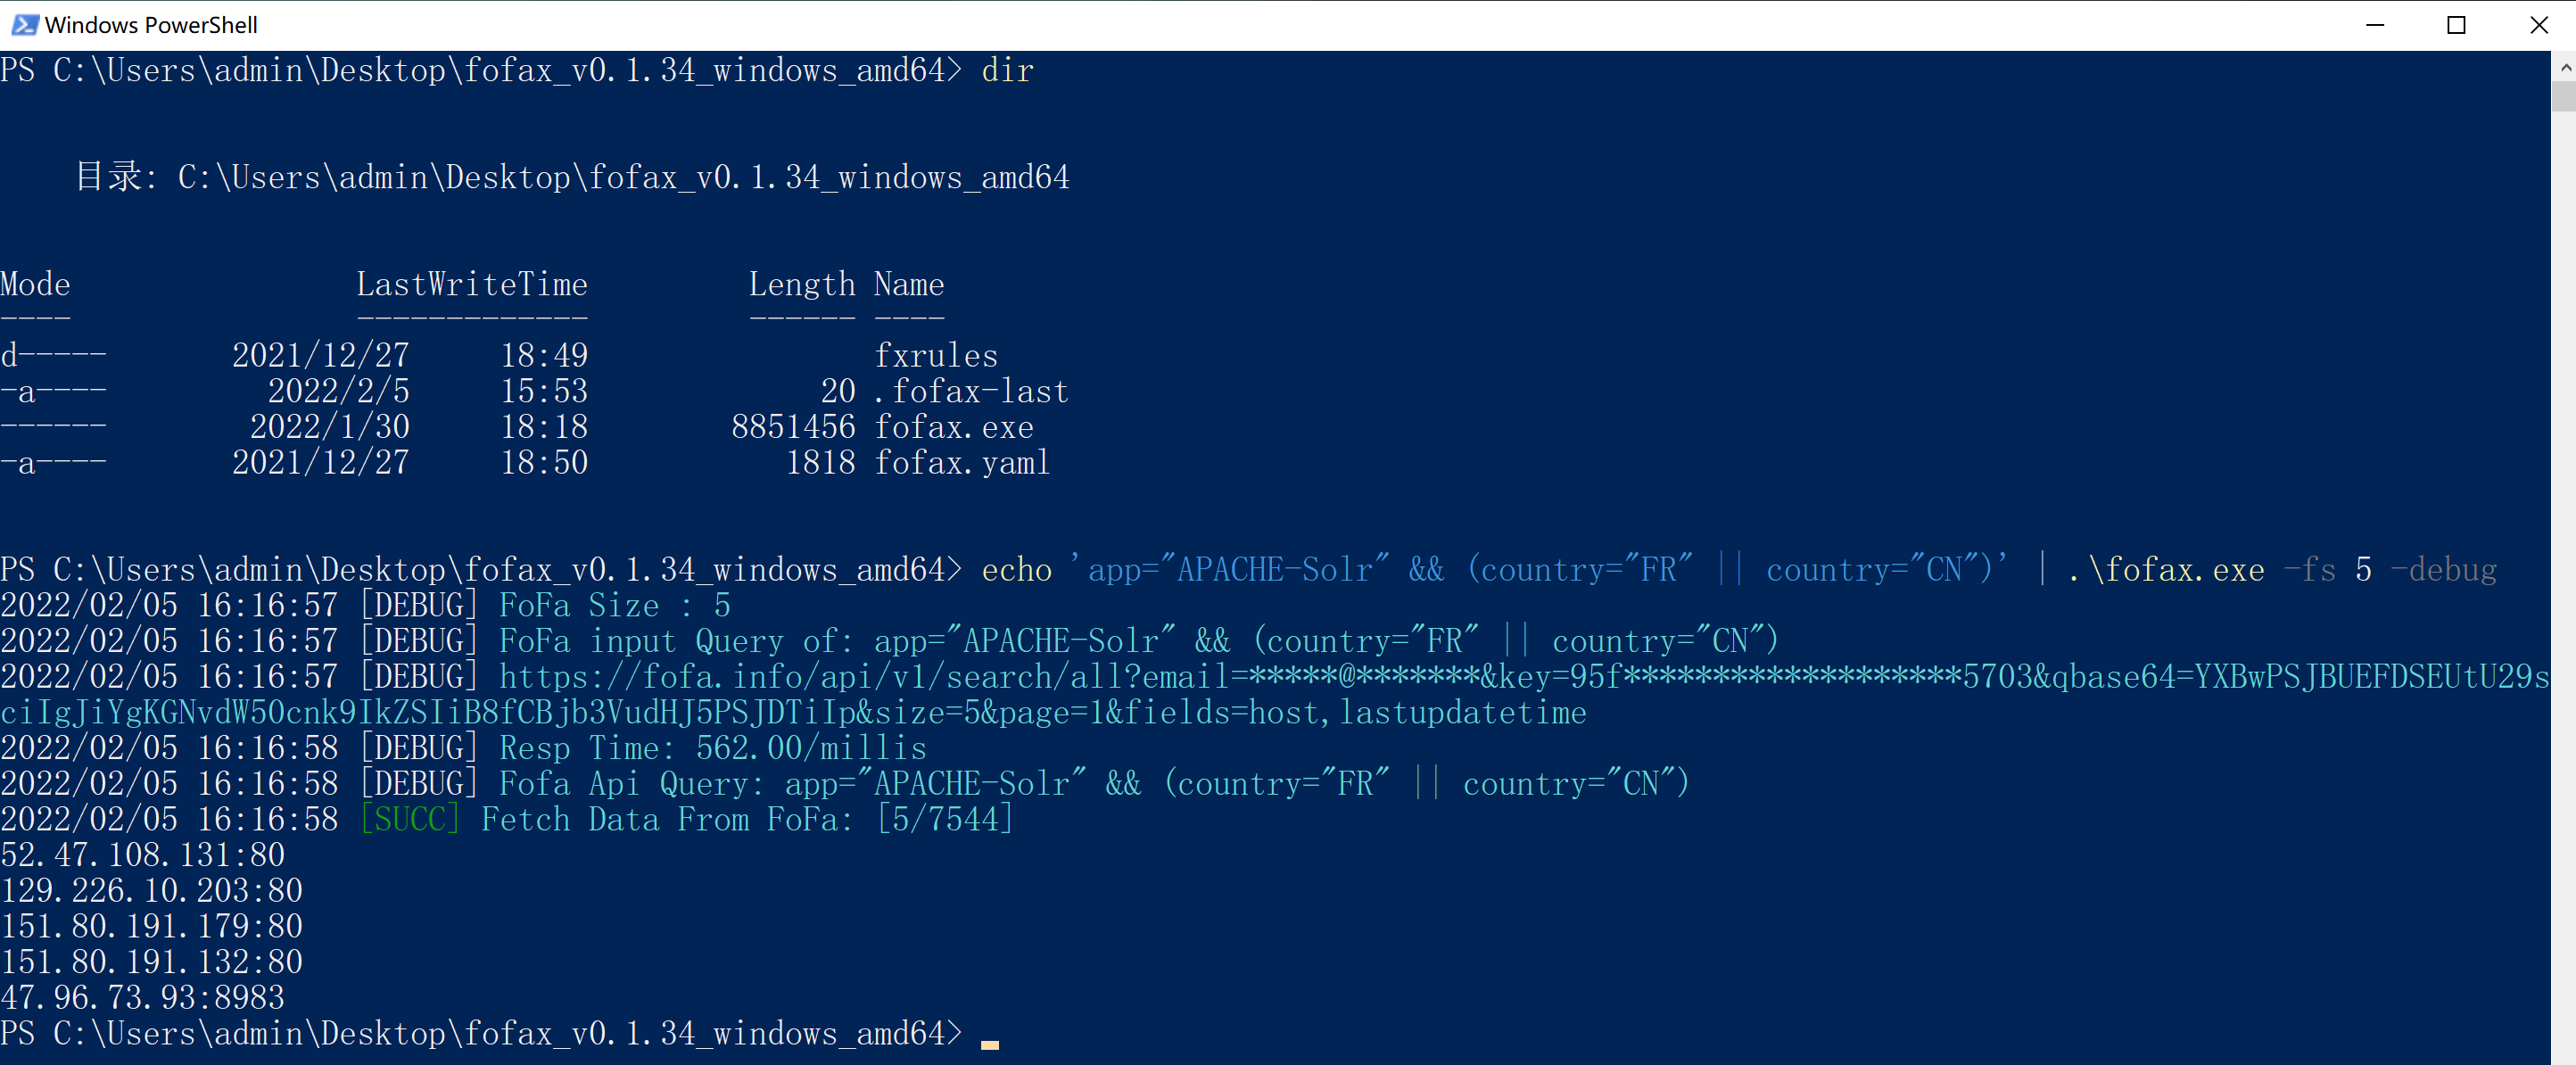 Windows PowerShell
PS C:\Users\admin\Desktop\fofax_v0.1.34_windows_amd64> dir
目录: C:\Users\admin\Desktop\fofax_v0.1.34_windows_amd64
Mode                LastWriteTime         Length Name
----                -------------         ------ ----
d-----       2021/12/27     18:49                fxrules
-a----         2022/2/5     15:53             20 .fofax-last
------        2022/1/30     18:18        8851456 fofax.exe
-a----       2021/12/27     18:50           1818 fofax.yaml
PS C:\Users\admin\Desktop\fofax_v0.1.34_windows_amd64> echo 'app="APACHE-Solr" && (country="FR" || country="CN")' | .\fofax.exe -fs 5 -debug
2022/02/05 16:16:57 [DEBUG] FoFa Size : 5
2022/02/05 16:16:57 [DEBUG] FoFa input Query of: app="APACHE-Solr" && (country="FR" || country="CN")
2022/02/05 16:16:57 [DEBUG] https://fofa.info/api/v1/search/all?email=*****@*******&key=95f*******************5703&qbase64=YXBwPSJBUEFDSEUtU29s
ciIgJiYgKGNvdW50cnk9IkZSIiB8fCBjb3VudHJ5PSJDTiIp&size=5&page=1&fields=host,lastupdatetime
2022/02/05 16:16:58 [DEBUG] Resp Time: 562.00/millis
2022/02/05 16:16:58 [DEBUG] Fofa Api Query: app="APACHE-Solr" && (country="FR" || country="CN")
2022/02/05 16:16:58 [SUCC] Fetch Data From FoFa: [5/7544]
52.47.108.131:80
129.226.10.203:80
151.80.191.179:80
151.80.191.132:80
47.96.73.93:8983
PS C:\Users\admin\Desktop\fofax_v0.1.34_windows_amd64>